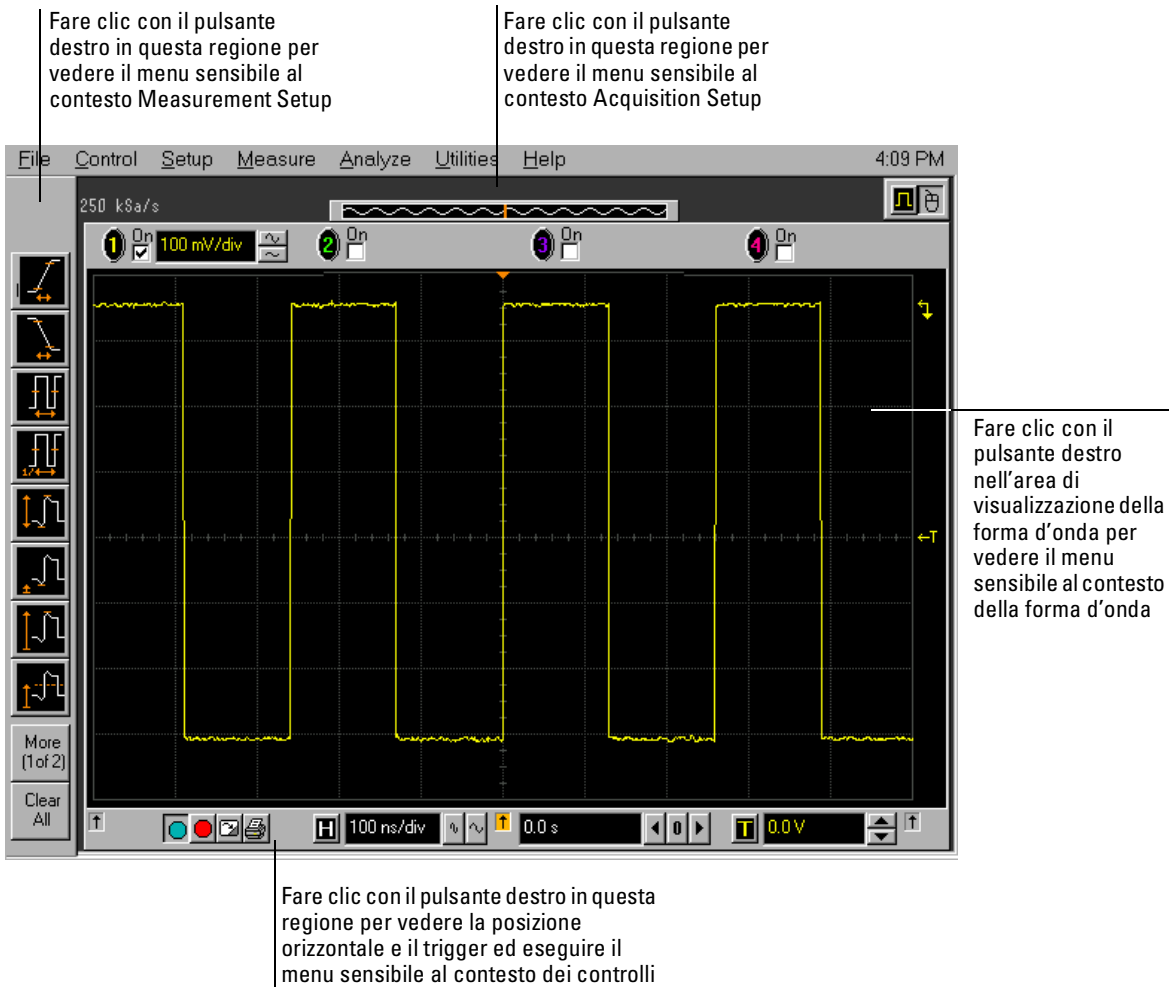 Fare clic con il pulsante
destro in questa regione per
vedere il menu sensibile al
contesto Measurement Setup
Fare clic con il pulsante
destro in questa regione per
vedere il menu sensibile al
contesto Acquisition Setup
File Control Setup Measure Analyze Utilities Help 4:09 PM
250 kSa/s
1 On 100 mV/div 2 On 3 On 4 On
1/
T
More
(1of 2)
Clear
All
H 100 ns/div 0.0 s 0 T 0.0 V
Fare clic con il
pulsante destro
nell'area di
visualizzazione della
forma d'onda per
vedere il menu
sensibile al contesto
della forma d'onda
Fare clic con il pulsante destro in questa
regione per vedere la posizione
orizzontale e il trigger ed eseguire il
menu sensibile al contesto dei controlli